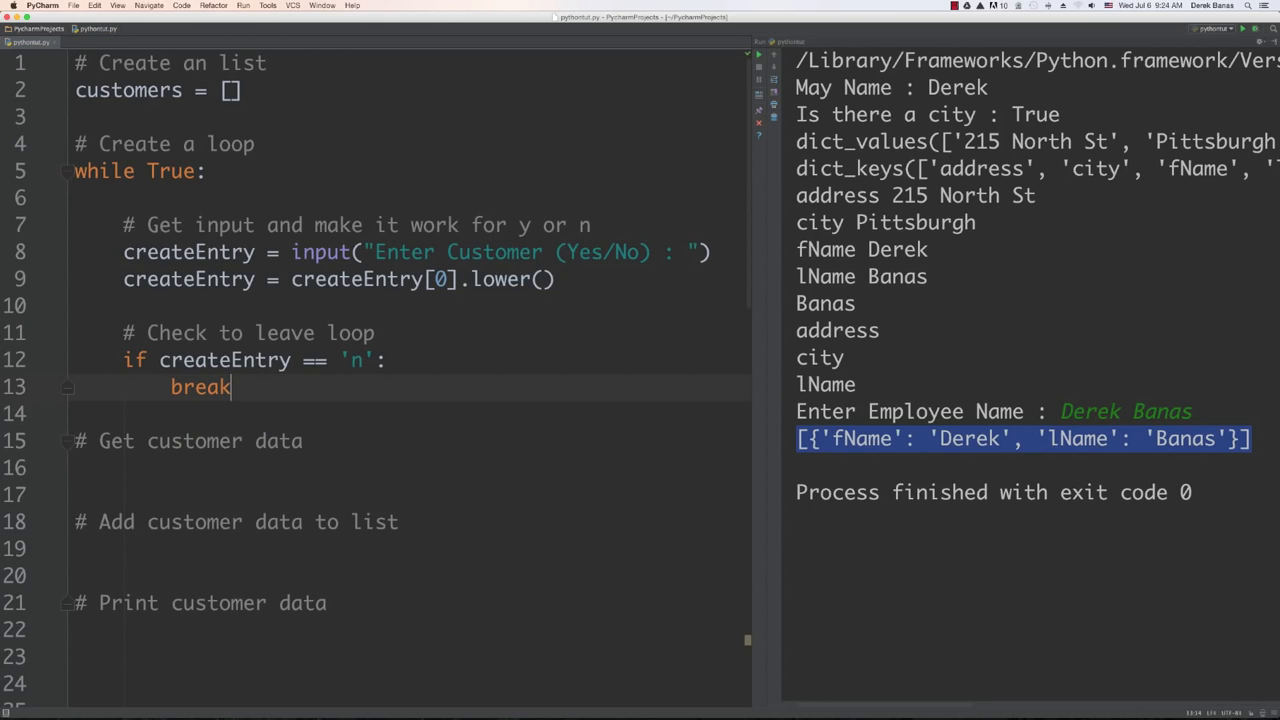 PyCharm File Edit View Navigate Code Refactor Run Tools VCS Window Help 10 Wed Jul 6 9:24 AM Derek Banas
pythontut.py - PyCharmProjects - [~/PycharmProjects]
PycharmProjects pythontut.py pythontut
pythontut.py
Run pythontut
1 # Create an list
2 customers = []
3
4 # Create a loop
5 while True:
6
7 # Get input and make it work for y or n
8 createEntry = input("Enter Customer (Yes/No) : ")
9 createEntry = createEntry[0].lower()
10
11 # Check to leave loop
12 if createEntry == 'n':
13 break
14
15 # Get customer data
16
17
18 # Add customer data to list
19
20
21 # Print customer data
22
23
24
/Library/Frameworks/Python.framework/Vers
May Name : Derek
Is there a city : True
dict_values(['215 North St', 'Pittsburgh
dict_keys(['address', 'city', 'fName', 'l
address 215 North St
city Pittsburgh
fName Derek
lName Banas
Banas
address
city
lName
Enter Employee Name : Derek Banas
[{'fName': 'Derek', 'lName': 'Banas'}]
Process finished with exit code 0
13:14 LF÷ UTF-8÷